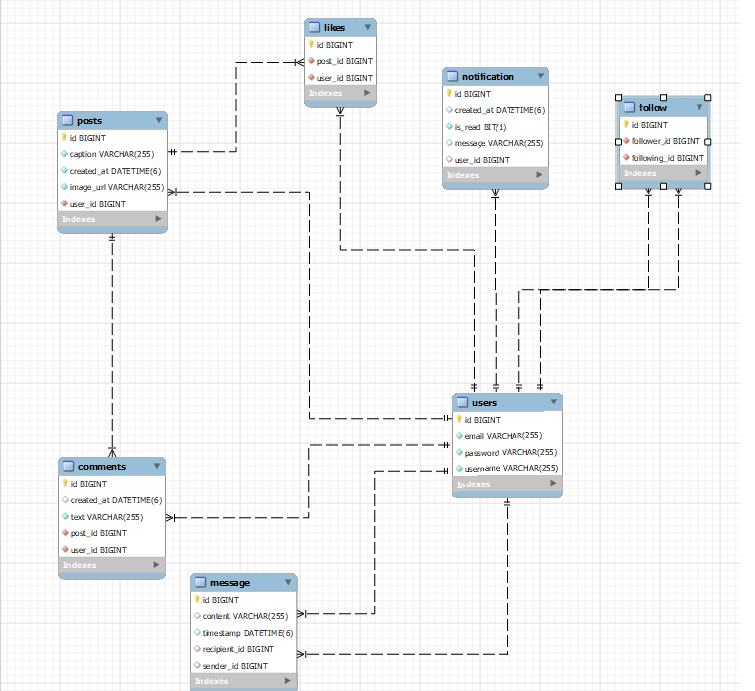 likes
id BIGINT
post_id BIGINT
user_id BIGINT
Indexes
notification
id BIGINT
created_at DATETIME(6)
is_read BIT(1)
message VARCHAR(255)
user_id BIGINT
Indexes
follow
id BIGINT
follower_id BIGINT
following_id BIGINT
Indexes
posts
id BIGINT
caption VARCHAR(255)
created_at DATETIME(6)
image_url VARCHAR(255)
user_id BIGINT
Indexes
users
id BIGINT
email VARCHAR(255)
password VARCHAR(255)
username VARCHAR(255)
Indexes
comments
id BIGINT
created_at DATETIME(6)
text VARCHAR(255)
post_id BIGINT
user_id BIGINT
Indexes
message
id BIGINT
content VARCHAR(255)
timestamp DATETIME(6)
recipient_id BIGINT
sender_id BIGINT
Indexes